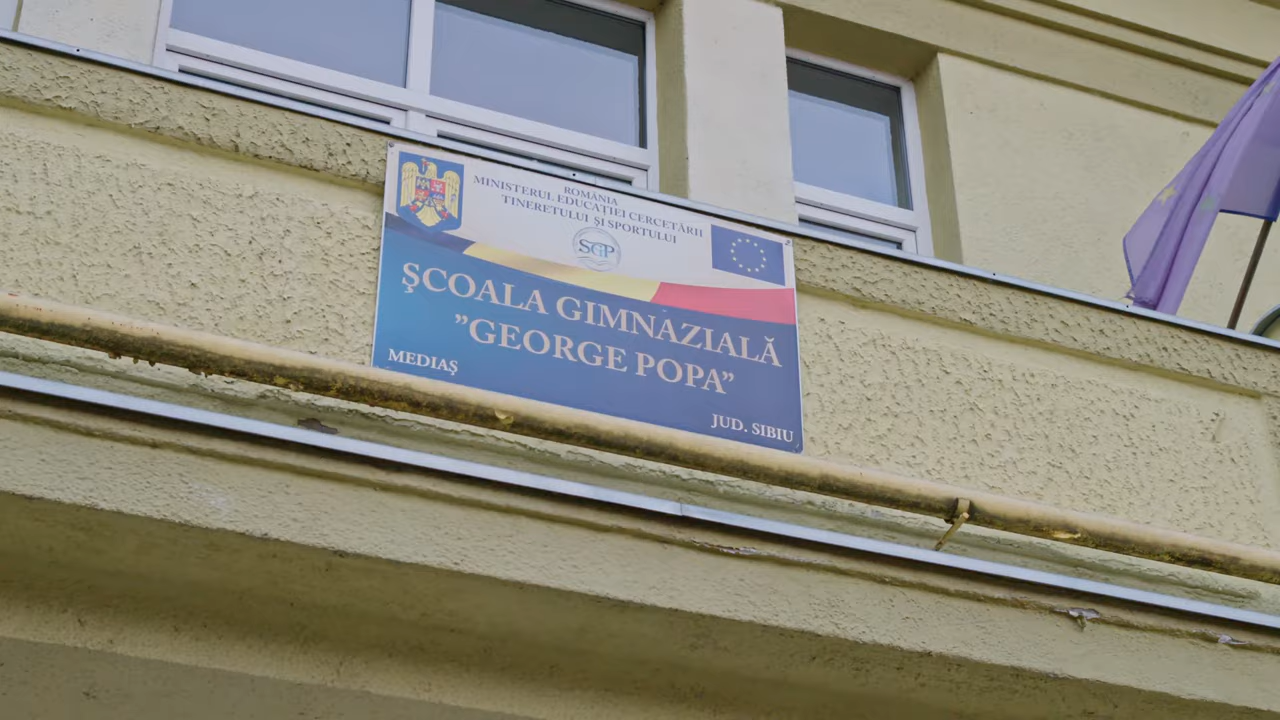 ROMÂNIA
MINISTERUL EDUCAȚIEI CERCETĂRII
TINERETULUI ȘI SPORTULUI
SGP
ŞCOALA GIMNAZIALĂ
”GEORGE POPA”
MEDIAŞ
JUD. SIBIU